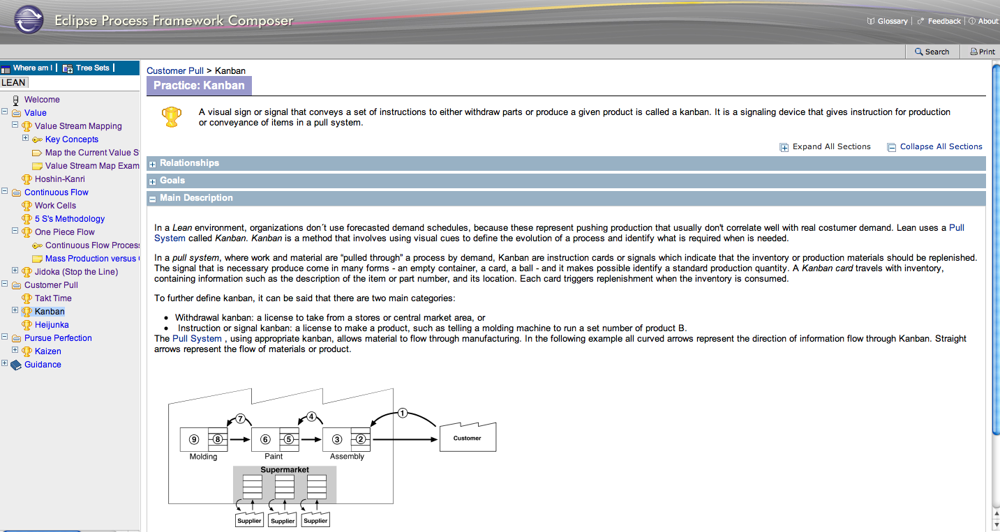 Eclipse Process Framework Composer
Glossary | Feedback | About
Search
Print
Where am I | Tree Sets |
LEAN
Welcome
Value
Value Stream Mapping
Key Concepts
Map the Current Value S
Value Stream Map Exam
Hoshin-Kanri
Continuous Flow
Work Cells
5 S's Methodology
One Piece Flow
Continuous Flow Proces
Mass Production versus
Jidoka (Stop the Line)
Customer Pull
Takt Time
Kanban
Heijunka
Pursue Perfection
Kaizen
Guidance
Customer Pull > Kanban
Practice: Kanban
A visual sign or signal that conveys a set of instructions to either withdraw parts or produce a given product is called a kanban. It is a signaling device that gives instruction for production
or conveyance of items in a pull system.
Expand All Sections
Collapse All Sections
Relationships
Goals
Main Description
In a Lean environment, organizations don´t use forecasted demand schedules, because these represent pushing production that usually don't correlate well with real costumer demand. Lean uses a Pull
System called Kanban. Kanban is a method that involves using visual cues to define the evolution of a process and identify what is required when is needed.
In a pull system, where work and material are “pulled through” a process by demand, Kanban are instruction cards or signals which indicate that the inventory or production materials should be replenished.
The signal that is necessary produce come in many forms - an empty container, a card, a ball - and it makes possible identify a standard production quantity. A Kanban card travels with inventory,
containing information such as the description of the item or part number, and its location. Each card triggers replenishment when the inventory is consumed.
To further define kanban, it can be said that there are two main categories:
• Withdrawal kanban: a license to take from a stores or central market area, or
• Instruction or signal kanban: a license to make a product, such as telling a molding machine to run a set number of product B.
The Pull System , using appropriate kanban, allows material to flow through manufacturing. In the following example all curved arrows represent the direction of information flow through Kanban. Straight
arrows represent the flow of materials or product.
7 4 1
9 8 6 5 3 2 Customer
Molding Paint Assembly
Supermarket
Supplier Supplier Supplier